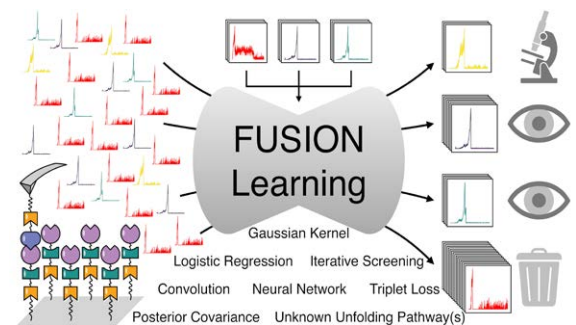 FUSION
Learning
Gaussian Kernel
Logistic Regression Iterative Screening
Convolution Neural Network Triplet Loss
Posterior Covariance Unknown Unfolding Pathway(s)